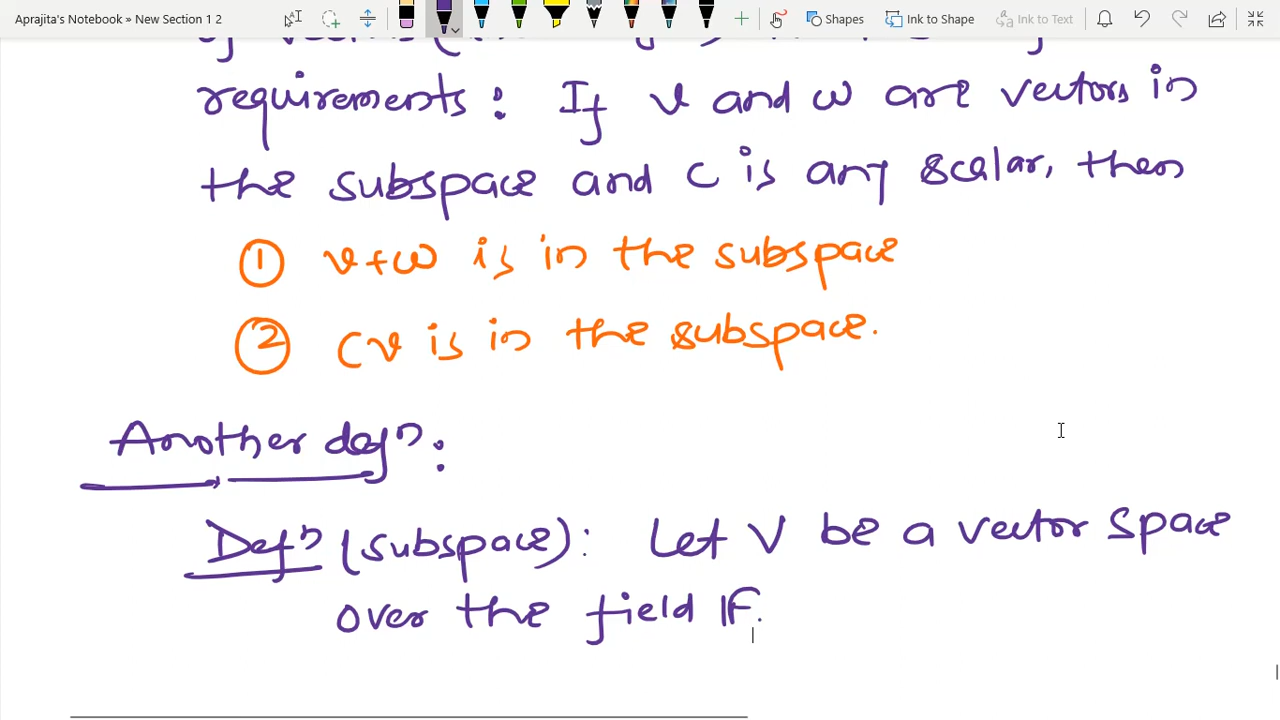 Aprajita's Notebook » New Section 1 2
Shapes
Ink to Shape
Ink to Text
requirements: If v and w are vectors in
the subspace and c is any scalar, then
① v+w is in the subspace
② cv is in the subspace.
Another defⁿ:
Defⁿ (subspace): Let V be a vector space
over the field IF.